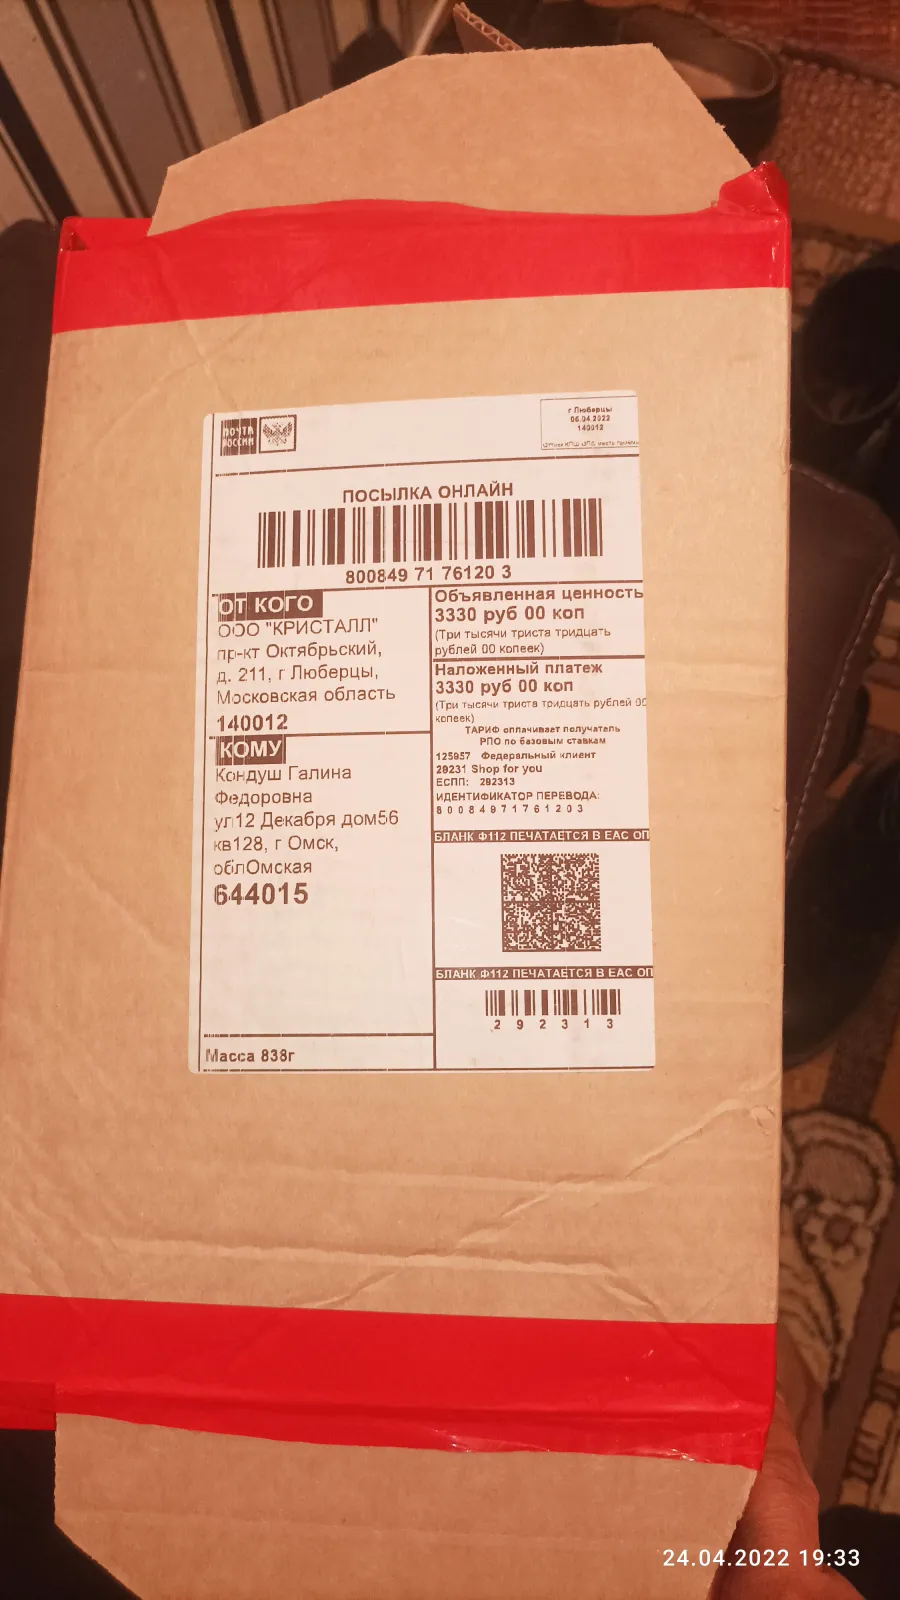 ПОЧТА
РОССИИ
г Люберцы
06.04.2022
140012
ПОСЫЛКА ОНЛАЙН
800849 71 76120 3
ОТ КОГО
ООО "КРИСТАЛЛ"
пр-кт Октябрьский,
д. 211, г Люберцы,
Московская область
140012
КОМУ
Кондуш Галина
Федоровна
ул12 Декабря дом56
кв128, г Омск,
облОмская
644015
Масса 838г
Объявленная ценность
3330 руб 00 коп
(Три тысячи триста тридцать
рублей 00 копеек)
Наложенный платеж
3330 руб 00 коп
(Три тысячи триста тридцать рублей 00
копеек)
ТАРИФ оплачивает получатель
РПО по базовым ставкам
125957 Федеральный клиент
29231 Shop for you
ЕСПП: 292313
ИДЕНТИФИКАТОР ПЕРЕВОДА:
80084971761203
БЛАНК Ф112 ПЕЧАТАЕТСЯ В ЕАС ОП
БЛАНК Ф112 ПЕЧАТАЕТСЯ В ЕАС ОП
292313
24.04.2022 19:33